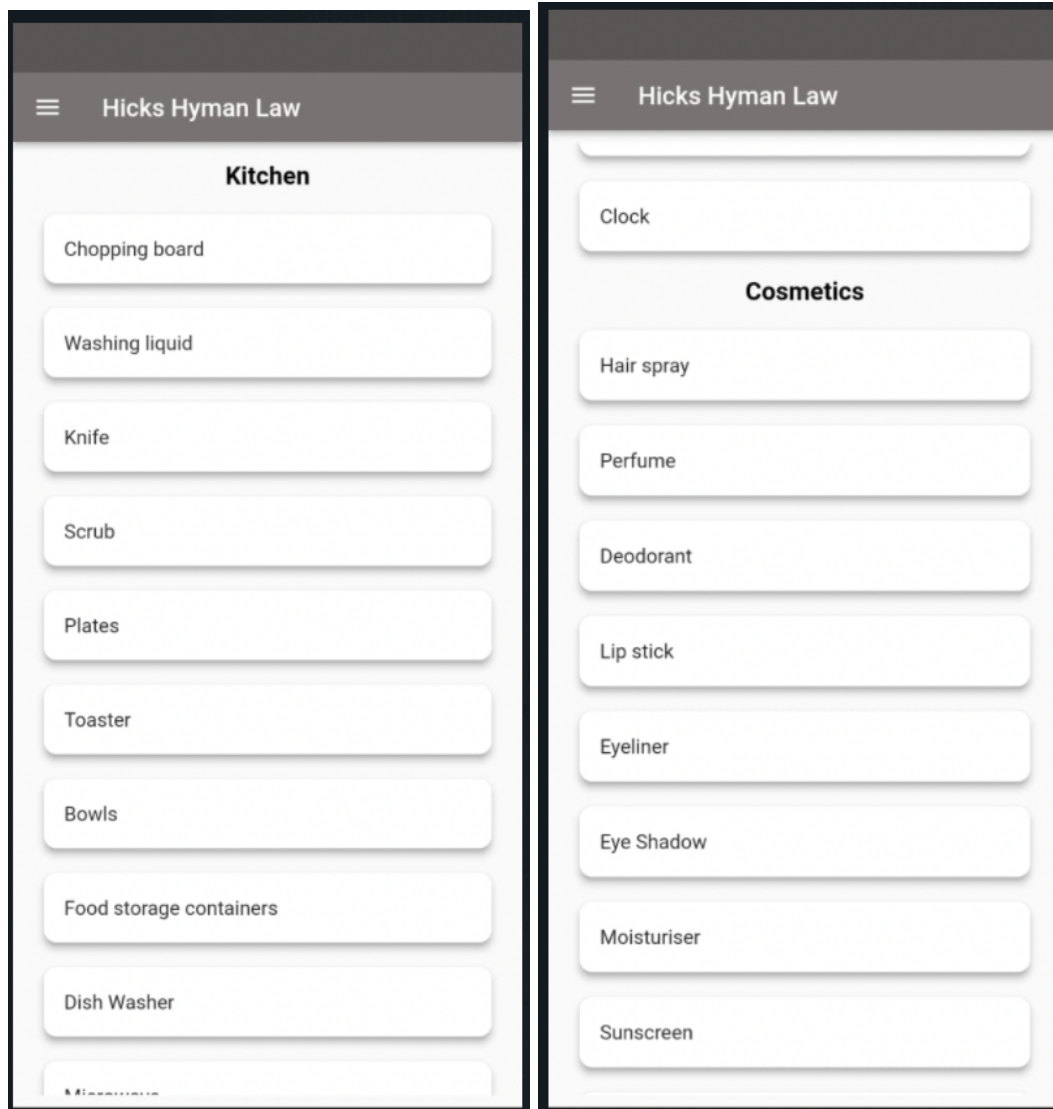 Hicks Hyman Law
Kitchen
Chopping board
Washing liquid
Knife
Scrub
Plates
Toaster
Bowls
Food storage containers
Dish Washer
Hicks Hyman Law
Clock
Cosmetics
Hair spray
Perfume
Deodorant
Lip stick
Eyeliner
Eye Shadow
Moisturiser
Sunscreen